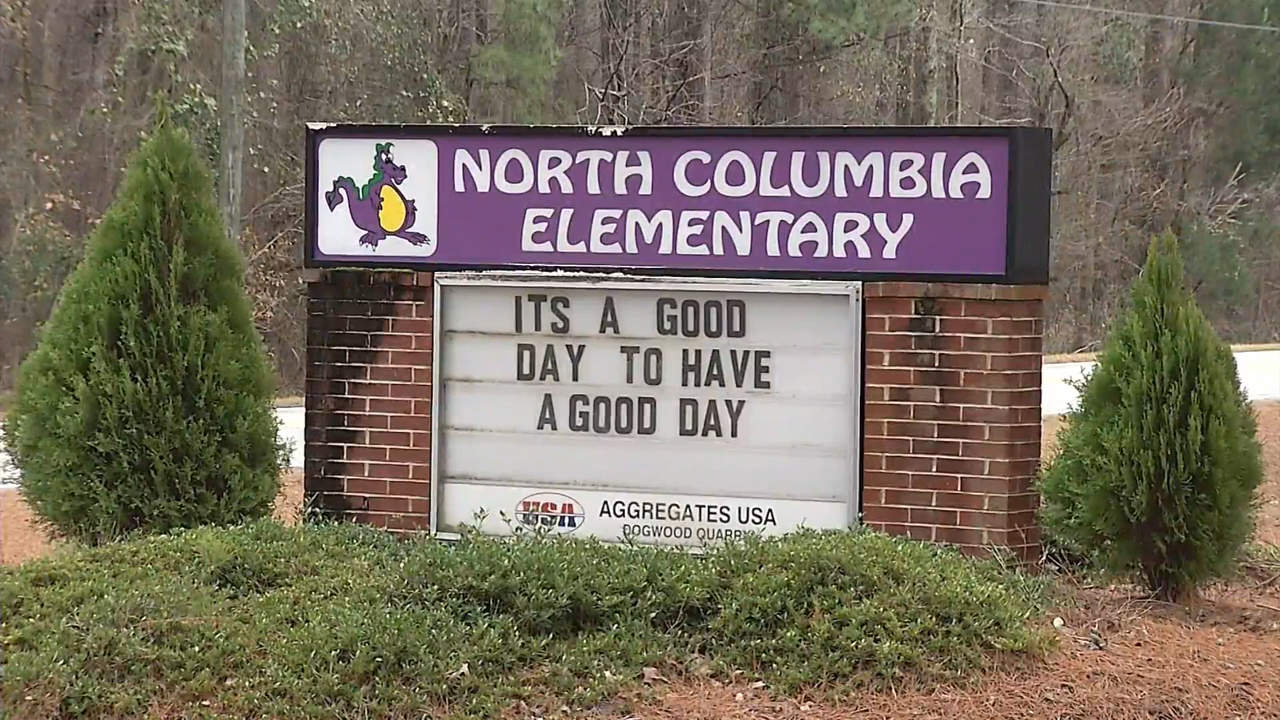 NORTH COLUMBIA
ELEMENTARY
ITS A GOOD
DAY TO HAVE
A GOOD DAY
USA AGGREGATES USA
DOGWOOD QUARRY